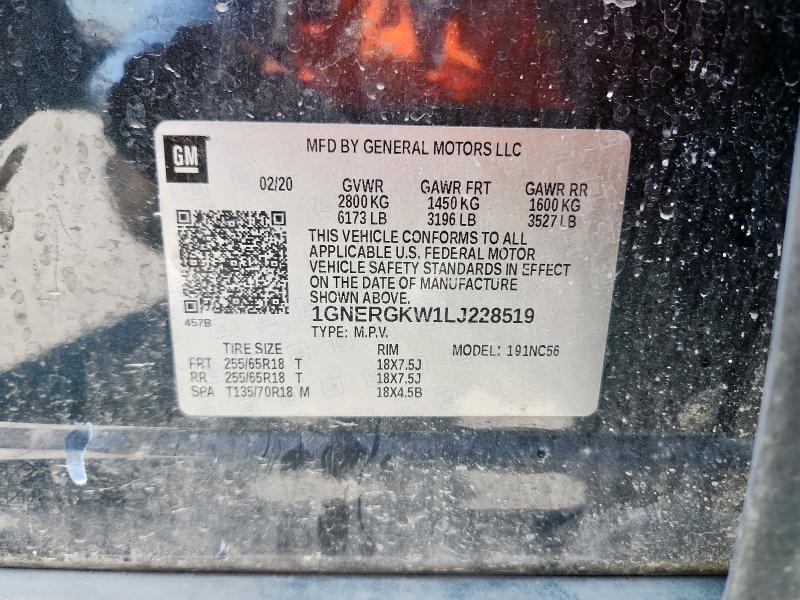 GM
MFD BY GENERAL MOTORS LLC
02/20 GVWR GAWR FRT GAWR RR
2800 KG 1450 KG 1600 KG
6173 LB 3196 LB 3527 LB
THIS VEHICLE CONFORMS TO ALL
APPLICABLE U.S. FEDERAL MOTOR
VEHICLE SAFETY STANDARDS IN EFFECT
ON THE DATE OF MANUFACTURE
SHOWN ABOVE.
1GNERGKW1LJ228519
457B
TYPE: M.P.V.
TIRE SIZE RIM MODEL: 191NC56
FRT 255/65R18 T 18X7.5J
RR 255/65R18 T 18X7.5J
SPA T135/70R18 M 18X4.5B